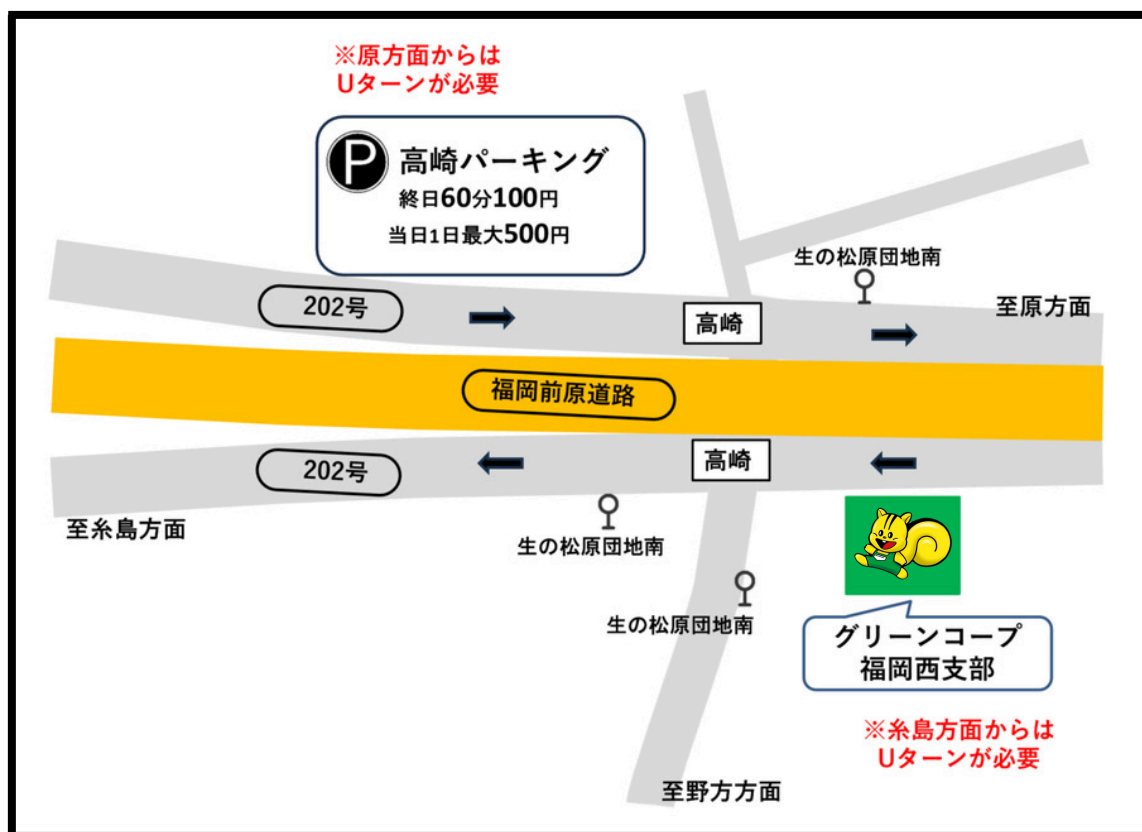 ※原方面からは
Uターンが必要
P
高崎パーキング
終日60分100円
当日1日最大500円
生の松原団地南
202号
高崎
至原方面
福岡前原道路
202号
高崎
至糸島方面
生の松原団地南
生の松原団地南
グリーンコープ
福岡西支部
※糸島方面からは
Uターンが必要
至野方方面